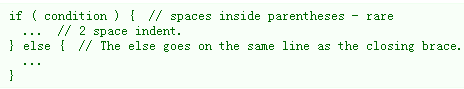 if ( condition ) {  // spaces inside parentheses - rare
  ...  // 2 space indent.
} else {  // The else goes on the same line as the closing brace.
  ...
}